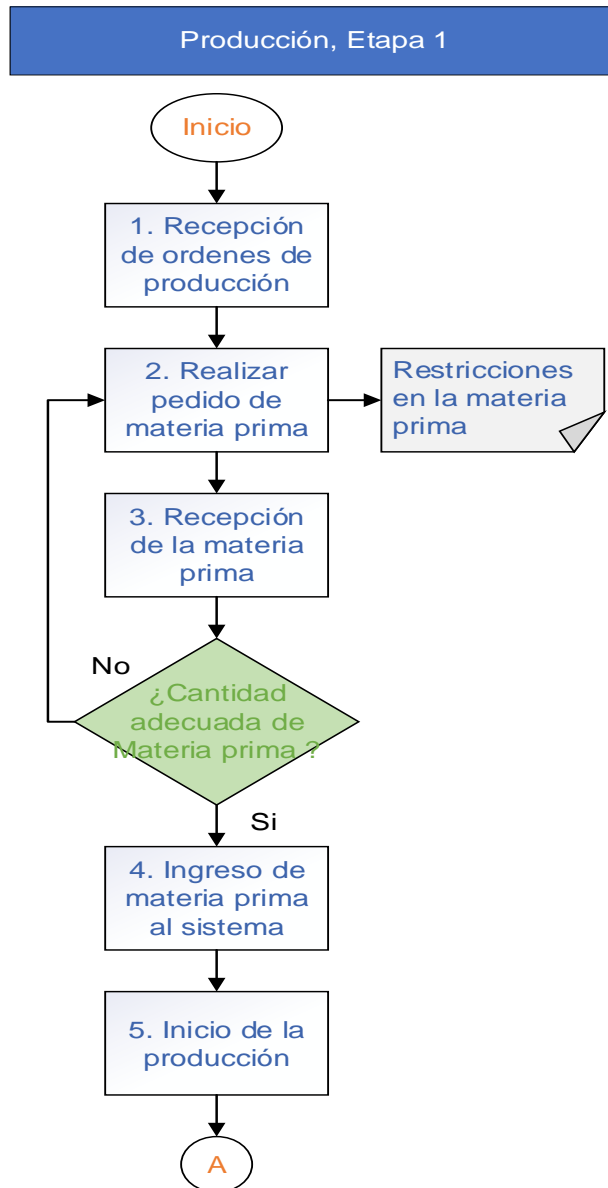 Producción, Etapa 1
Inicio
1. Recepción
de ordenes de
producción
2. Realizar
pedido de
materia prima
Restricciones
en la materia
prima
3. Recepción
de la materia
prima
No
¿Cantidad
adecuada de
Materia prima ?
Si
4. Ingreso de
materia prima
al sistema
5. Inicio de la
producción
A